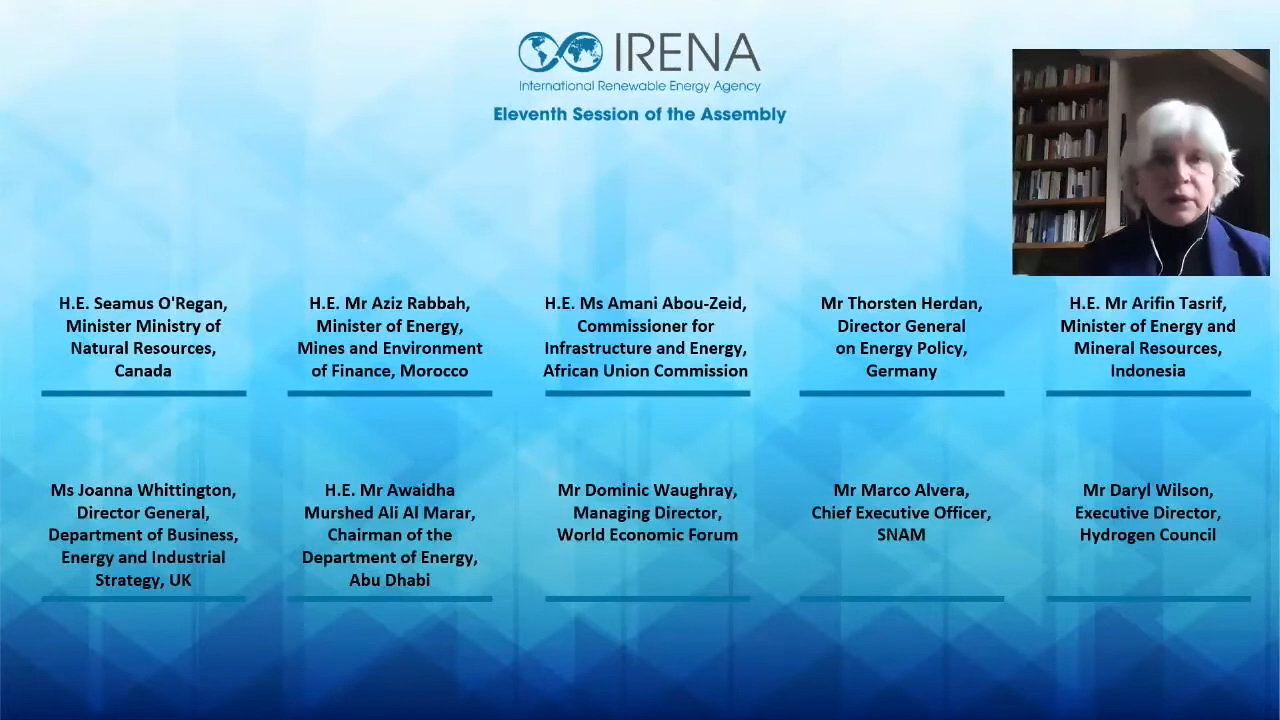 IRENA
International Renewable Energy Agency
Eleventh Session of the Assembly
H.E. Seamus O'Regan,
Minister Ministry of
Natural Resources,
Canada
H.E. Mr Aziz Rabbah,
Minister of Energy,
Mines and Environment
of Finance, Morocco
H.E. Ms Amani Abou-Zeid,
Commissioner for
Infrastructure and Energy,
African Union Commission
Mr Thorsten Herdan,
Director General
on Energy Policy,
Germany
H.E. Mr Arifin Tasrif,
Minister of Energy and
Mineral Resources,
Indonesia
Ms Joanna Whittington,
Director General,
Department of Business,
Energy and Industrial
Strategy, UK
H.E. Mr Awaidha
Murshed Ali Al Marar,
Chairman of the
Department of Energy,
Abu Dhabi
Mr Dominic Waughray,
Managing Director,
World Economic Forum
Mr Marco Alvera,
Chief Executive Officer,
SNAM
Mr Daryl Wilson,
Executive Director,
Hydrogen Council